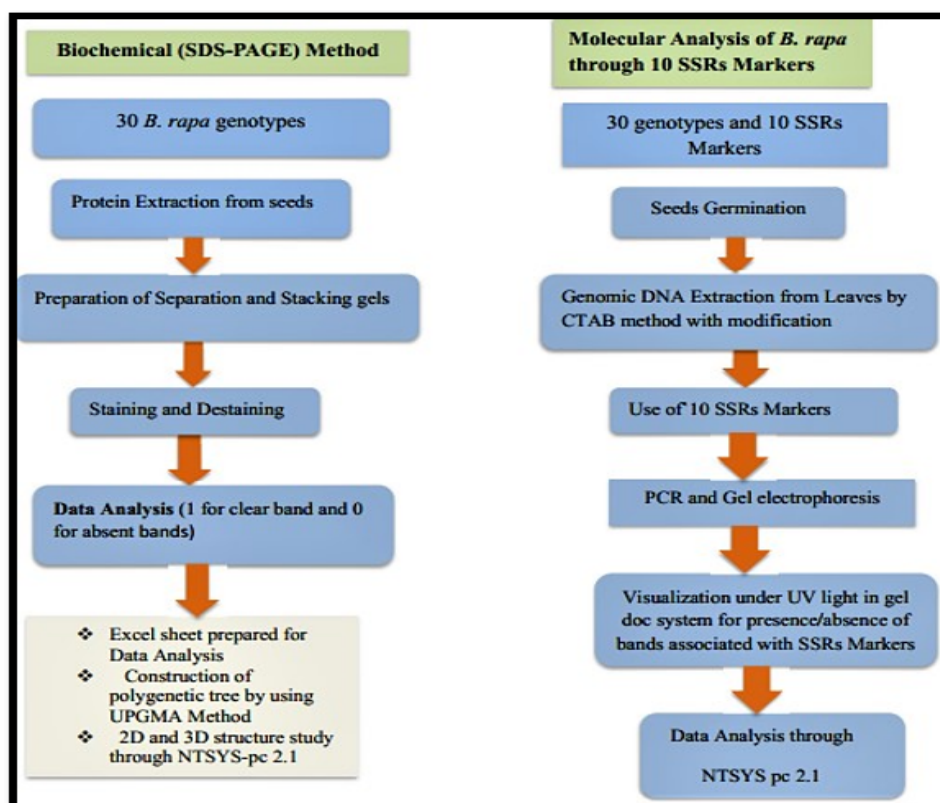 Biochemical (SDS-PAGE) Method
30 B. rapa genotypes
Protein Extraction from seeds
Preparation of Separation and Stacking gels
Staining and Destaining
Data Analysis (1 for clear band and 0
for absent bands)
❖ Excel sheet prepared for
Data Analysis
❖ Construction of
polygenetic tree by using
UPGMA Method
❖ 2D and 3D structure study
through NTSYS-pc 2.1
Molecular Analysis of B. rapa
through 10 SSRs Markers
30 genotypes and 10 SSRs
Markers
Seeds Germination
Genomic DNA Extraction from Leaves by
CTAB method with modification
Use of 10 SSRs Markers
PCR and Gel electrophoresis
Visualization under UV light in gel
doc system for presence/absence of
bands associated with SSRs Markers
Data Analysis through
NTSYS pc 2.1